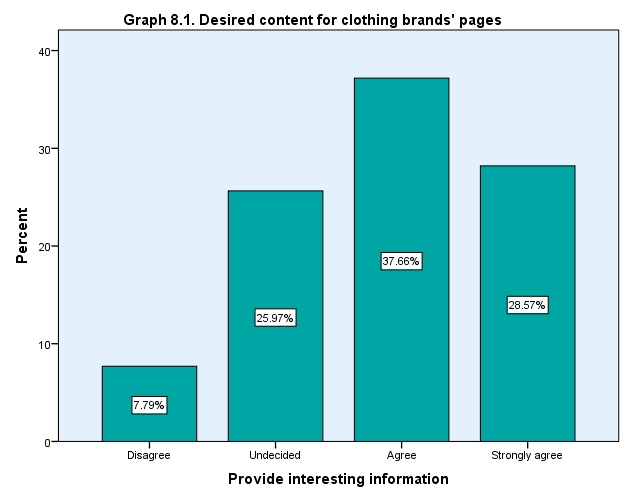 Graph 8.1. Desired content for clothing brands' pages
Percent
40
30
20
10
0
7.79%
25.97%
37.66%
28.57%
Disagree
Undecided
Agree
Strongly agree
Provide interesting information